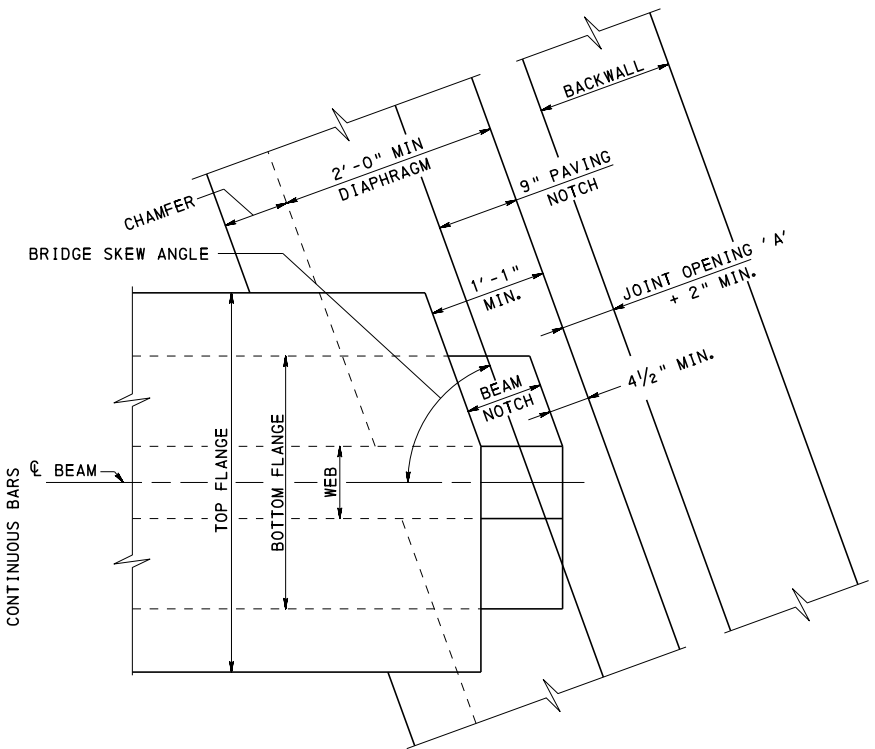 BACKWALL
2'-0" MIN
DIAPHRAGM
9" PAVING
NOTCH
CHAMFER
BRIDGE SKEW ANGLE
1'-1"
MIN.
JOINT OPENING 'A'
+ 2" MIN.
4½" MIN.
BEAM
NOTCH
℄ BEAM
TOP FLANGE
BOTTOM FLANGE
WEB
CONTINUOUS BARS